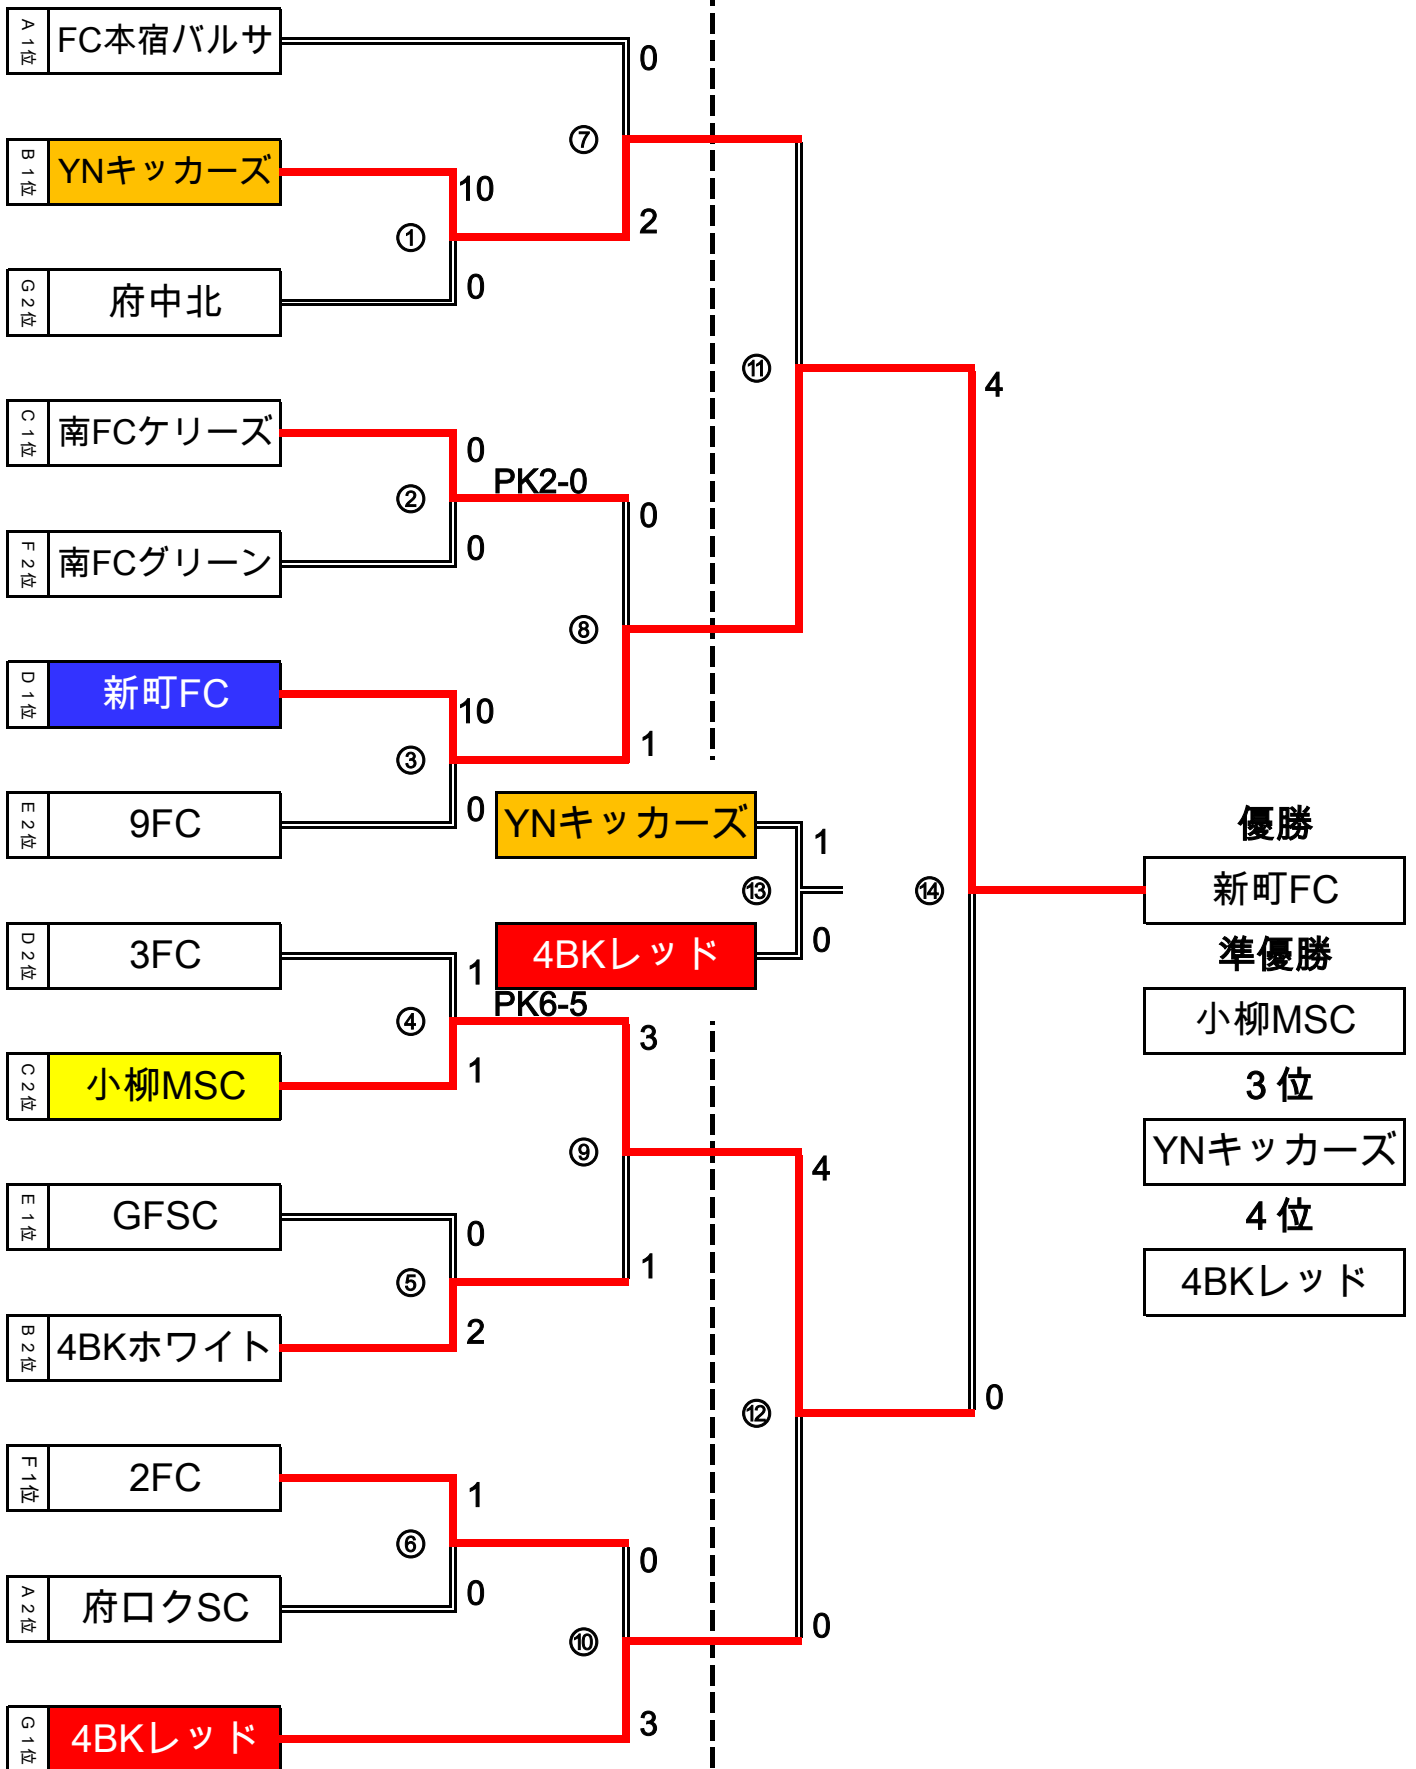 A1位 FC本宿バルサ
0
⑦
B1位 YNキッカーズ
10
2
①
G2位 府中北
0
⑪
4
C1位 南FCケリーズ
0
PK2-0
②
0
F2位 南FCグリーン
0
⑧
D1位 新町FC
10
1
③
E2位 9FC
0
YNキッカーズ
1
優勝
⑬
⑭
新町FC
D2位 3FC
1
4BKレッド
0
準優勝
PK6-5
④
3
小柳MSC
C2位 小柳MSC
1
3位
⑨
4
YNキッカーズ
E1位 GFSC
0
4位
⑤
1
4BKレッド
B2位 4BKホワイト
2
⑫
0
F1位 2FC
1
⑥
0
A2位 府ロクSC
0
⑩
0
G1位 4BKレッド
3